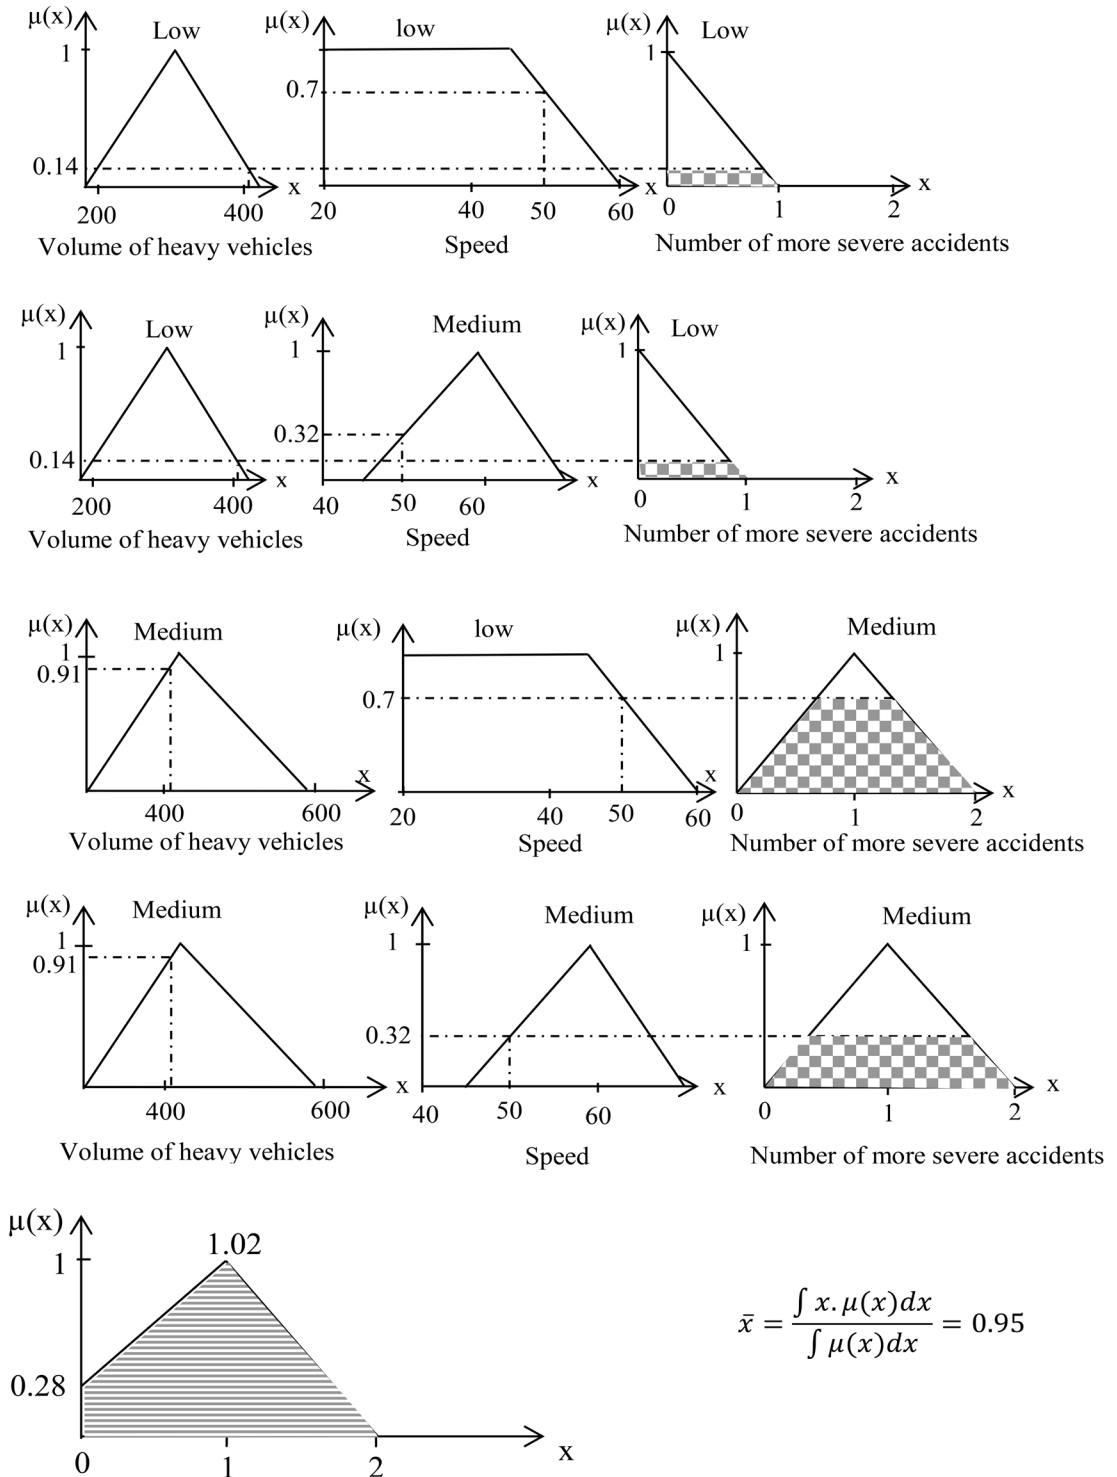 μ(x) Low 1 0.14 200 400 x
Volume of heavy vehicles
μ(x) low 0.7 20 40 50 60 x
Speed
μ(x) Low 1 0 1 2 x
Number of more severe accidents
μ(x) Low 1 0.14 200 400 x
Volume of heavy vehicles
μ(x) Medium 1 0.32 40 50 60 x
Speed
μ(x) Low 1 0 1 2 x
Number of more severe accidents
μ(x) Medium 1 0.91 400 600 x
Volume of heavy vehicles
μ(x) low 0.7 20 40 50 60 x
Speed
μ(x) Medium 1 0 1 2 x
Number of more severe accidents
μ(x) Medium 1 0.91 400 600 x
Volume of heavy vehicles
μ(x) Medium 1 0.32 40 50 60 x
Speed
μ(x) Medium 1 0 1 2 x
Number of more severe accidents
μ(x) 1.02 1 0.28 0 1 2 x
x̄ = ∫ x. μ(x)dx / ∫ μ(x)dx = 0.95